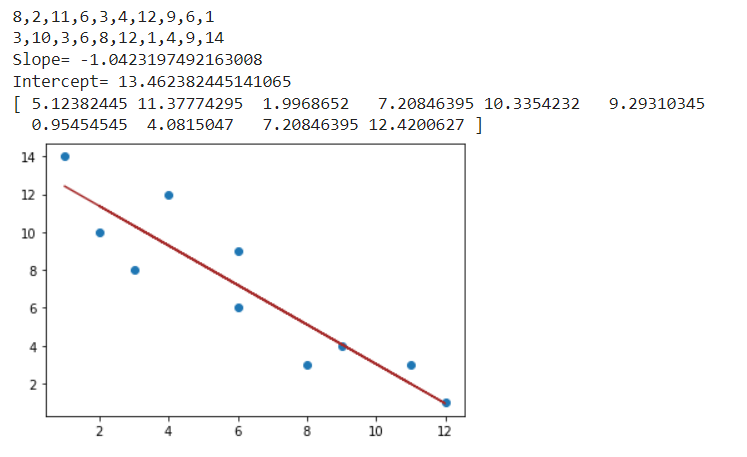 8,2,11,6,3,4,12,9,6,1
3,10,3,6,8,12,1,4,9,14
Slope= -1.0423197492163008
Intercept= 13.462382445141065
[ 5.12382445 11.37774295  1.9968652   7.20846395 10.3354232   9.29310345
  0.95454545  4.0815047   7.20846395 12.4200627 ]
14
12
10
8
6
4
2
2 4 6 8 10 12